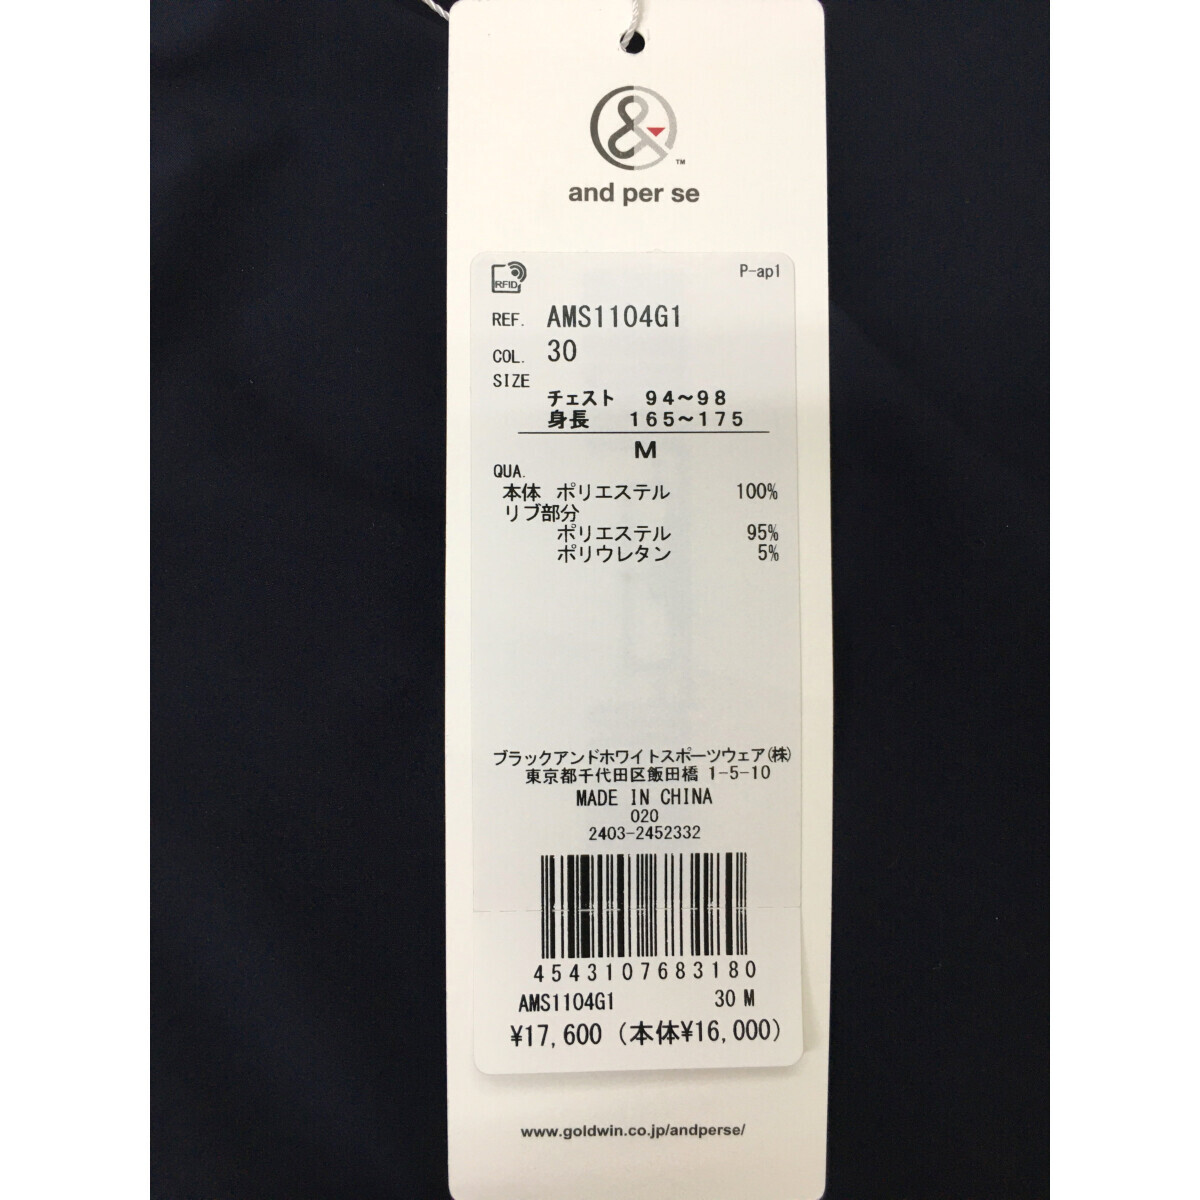 &
™
and per se
RFID
P-ap1
REF. AMS1104G1
COL. 30
SIZE
チェスト 94～98
身長 165～175
M
QUA.
本体 ポリエステル 100%
リブ部分
ポリエステル 95%
ポリウレタン 5%
ブラックアンドホワイトスポーツウェア(株)
東京都千代田区飯田橋 1-5-10
MADE IN CHINA
020
2403-2452332
4543107683180
AMS1104G1 30 M
¥17,600 (本体¥16,000)
www.goldwin.co.jp/andperse/